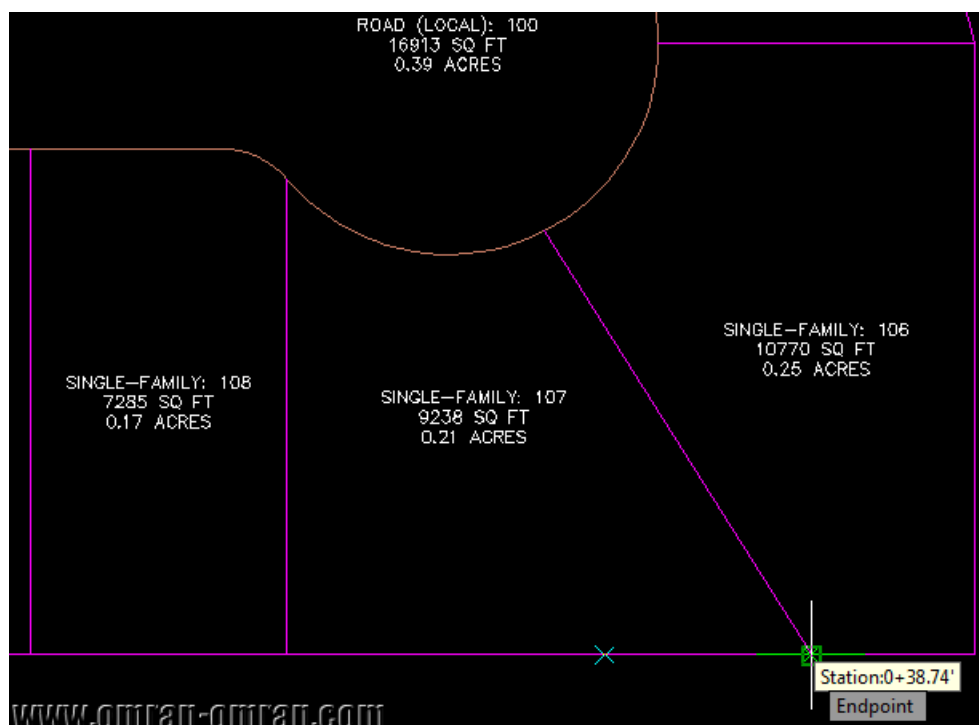 ROAD (LOCAL): 100
16913 SQ FT
0.39 ACRES
SINGLE-FAMILY: 106
10770 SQ FT
0.25 ACRES
SINGLE-FAMILY: 108
7285 SQ FT
0.17 ACRES
SINGLE-FAMILY: 107
9238 SQ FT
0.21 ACRES
Station:0+38.74'
Endpoint
www.omran-omran.com